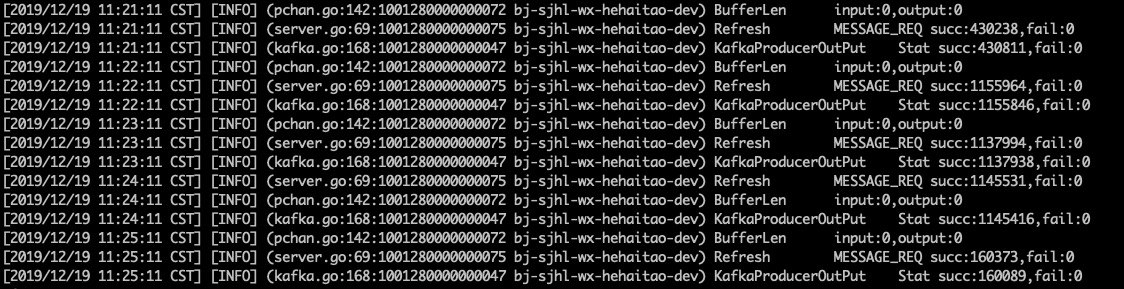 [2019/12/19 11:21:11 CST] [INFO] (pchan.go:142:1001280000000072 bj-sjhl-wx-hehaitao-dev) BufferLen input:0,output:0
[2019/12/19 11:21:11 CST] [INFO] (server.go:69:1001280000000075 bj-sjhl-wx-hehaitao-dev) Refresh MESSAGE_REQ succ:430238,fail:0
[2019/12/19 11:21:11 CST] [INFO] (kafka.go:168:1001280000000047 bj-sjhl-wx-hehaitao-dev) KafkaProducerOutPut Stat succ:430811,fail:0
[2019/12/19 11:22:11 CST] [INFO] (pchan.go:142:1001280000000072 bj-sjhl-wx-hehaitao-dev) BufferLen input:0,output:0
[2019/12/19 11:22:11 CST] [INFO] (server.go:69:1001280000000075 bj-sjhl-wx-hehaitao-dev) Refresh MESSAGE_REQ succ:1155964,fail:0
[2019/12/19 11:22:11 CST] [INFO] (kafka.go:168:1001280000000047 bj-sjhl-wx-hehaitao-dev) KafkaProducerOutPut Stat succ:1155846,fail:0
[2019/12/19 11:23:11 CST] [INFO] (pchan.go:142:1001280000000072 bj-sjhl-wx-hehaitao-dev) BufferLen input:0,output:0
[2019/12/19 11:23:11 CST] [INFO] (server.go:69:1001280000000075 bj-sjhl-wx-hehaitao-dev) Refresh MESSAGE_REQ succ:1137994,fail:0
[2019/12/19 11:23:11 CST] [INFO] (kafka.go:168:1001280000000047 bj-sjhl-wx-hehaitao-dev) KafkaProducerOutPut Stat succ:1137938,fail:0
[2019/12/19 11:24:11 CST] [INFO] (server.go:69:1001280000000075 bj-sjhl-wx-hehaitao-dev) Refresh MESSAGE_REQ succ:1145531,fail:0
[2019/12/19 11:24:11 CST] [INFO] (pchan.go:142:1001280000000072 bj-sjhl-wx-hehaitao-dev) BufferLen input:0,output:0
[2019/12/19 11:24:11 CST] [INFO] (kafka.go:168:1001280000000047 bj-sjhl-wx-hehaitao-dev) KafkaProducerOutPut Stat succ:1145416,fail:0
[2019/12/19 11:25:11 CST] [INFO] (pchan.go:142:1001280000000072 bj-sjhl-wx-hehaitao-dev) BufferLen input:0,output:0
[2019/12/19 11:25:11 CST] [INFO] (server.go:69:1001280000000075 bj-sjhl-wx-hehaitao-dev) Refresh MESSAGE_REQ succ:160373,fail:0
[2019/12/19 11:25:11 CST] [INFO] (kafka.go:168:1001280000000047 bj-sjhl-wx-hehaitao-dev) KafkaProducerOutPut Stat succ:160089,fail:0